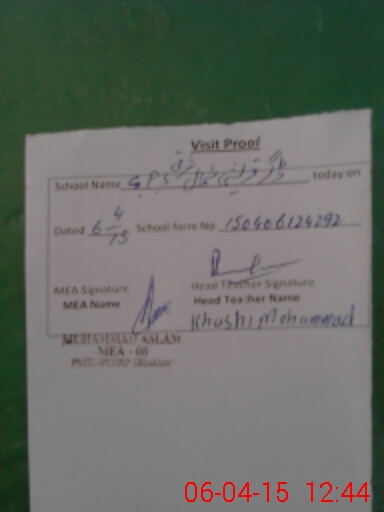 Visit Proof
School Name GPS today on
Dated 6-4/15 School form No. 150406124292
MEA Signature Head Teacher Signature
MEA Name Head Teacher Name
Khushi Mohammad
MUHAMMAD ASLAM
MEA - 08
06-04-15 12:44